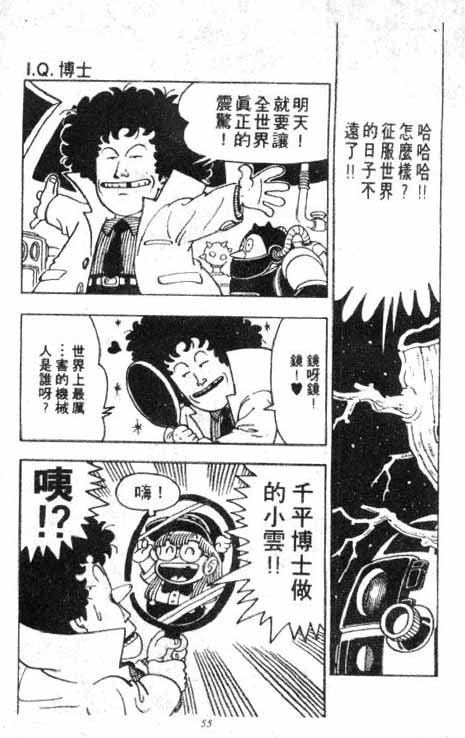 I.Q. 博士
哈哈哈!!
怎麼樣?
征服世界
的日子不
遠了!!
明天!
就要讓
全世界
眞正的
震驚!
鏡呀鏡!
鏡!♥
世界上最厲
…害的機械
人是誰呀?
千平博士做
的小雲!!
嗨!
咦!?
55